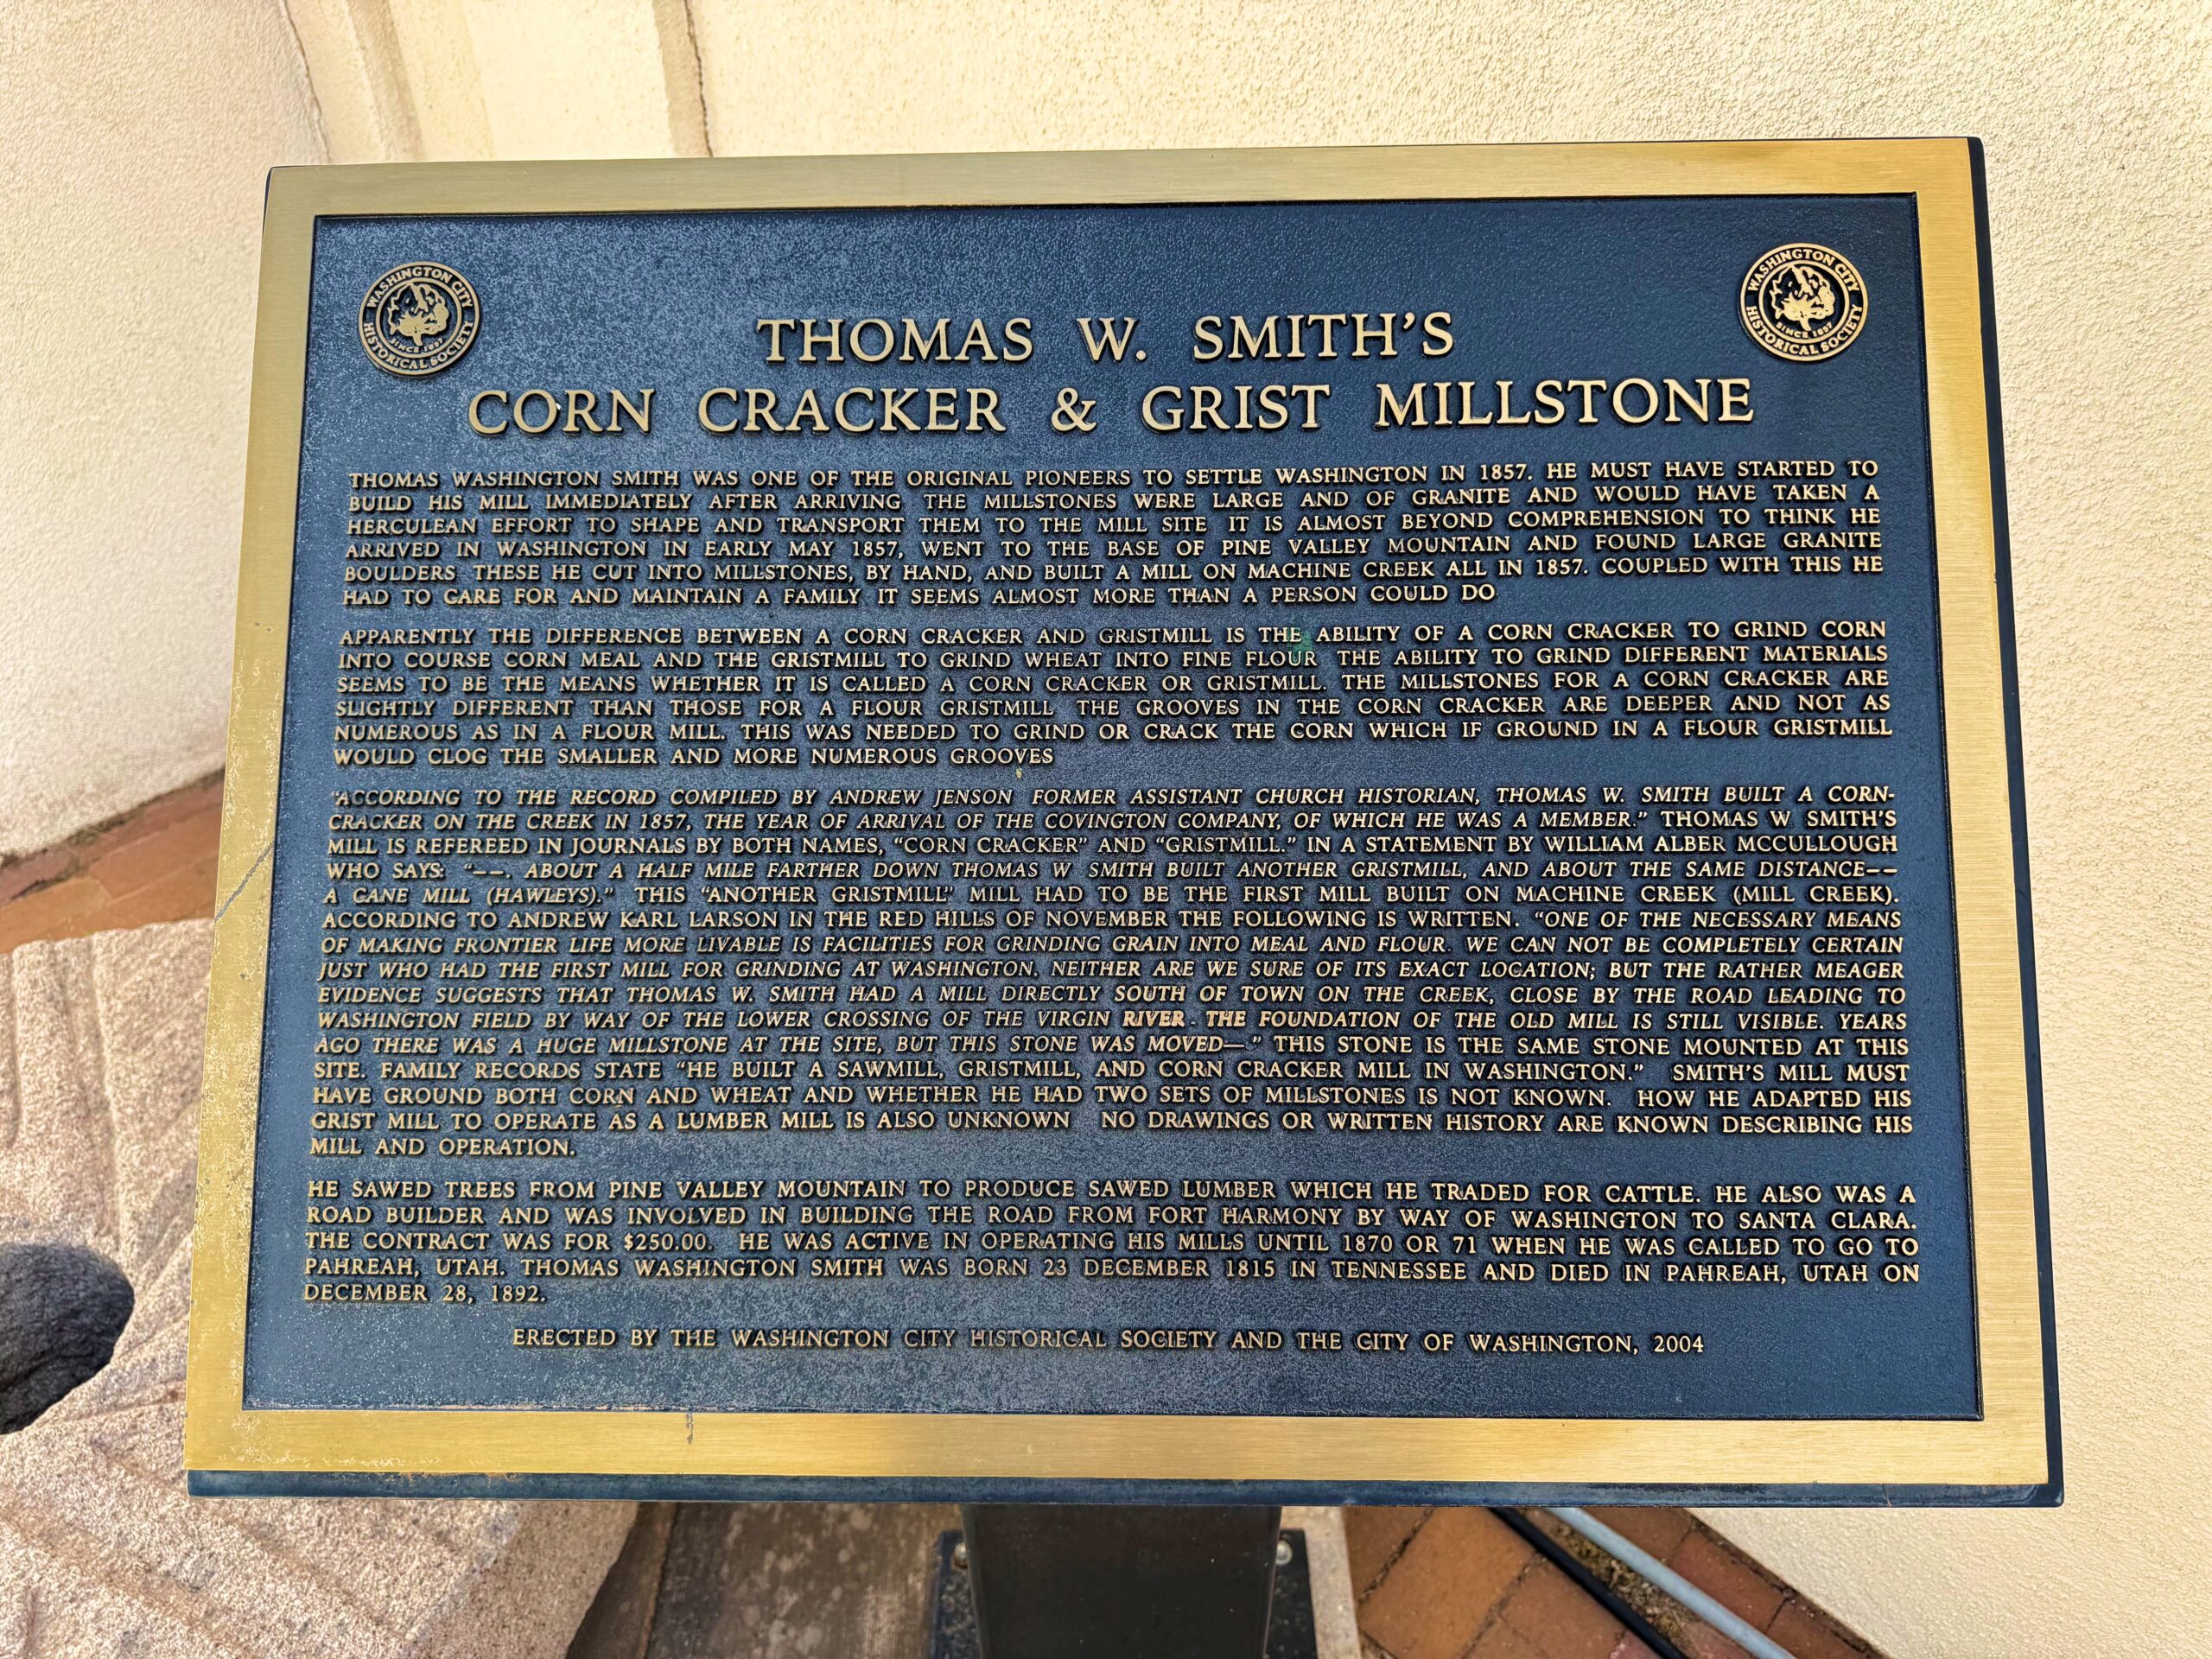 WASHINGTON CITY HISTORICAL SOCIETY
SINCE 1857
WASHINGTON CITY HISTORICAL SOCIETY
SINCE 1857
THOMAS W. SMITH'S
CORN CRACKER & GRIST MILLSTONE
THOMAS WASHINGTON SMITH WAS ONE OF THE ORIGINAL PIONEERS TO SETTLE WASHINGTON IN 1857. HE MUST HAVE STARTED TO
BUILD HIS MILL IMMEDIATELY AFTER ARRIVING THE MILLSTONES WERE LARGE AND OF GRANITE AND WOULD HAVE TAKEN A
HERCULEAN EFFORT TO SHAPE AND TRANSPORT THEM TO THE MILL SITE IT IS ALMOST BEYOND COMPREHENSION TO THINK HE
ARRIVED IN WASHINGTON IN EARLY MAY 1857, WENT TO THE BASE OF PINE VALLEY MOUNTAIN AND FOUND LARGE GRANITE
BOULDERS THESE HE CUT INTO MILLSTONES, BY HAND, AND BUILT A MILL ON MACHINE CREEK ALL IN 1857. COUPLED WITH THIS HE
HAD TO CARE FOR AND MAINTAIN A FAMILY IT SEEMS ALMOST MORE THAN A PERSON COULD DO
APPARENTLY THE DIFFERENCE BETWEEN A CORN CRACKER AND GRISTMILL IS THE ABILITY OF A CORN CRACKER TO GRIND CORN
INTO COURSE CORN MEAL AND THE GRISTMILL TO GRIND WHEAT INTO FINE FLOUR THE ABILITY TO GRIND DIFFERENT MATERIALS
SEEMS TO BE THE MEANS WHETHER IT IS CALLED A CORN CRACKER OR GRISTMILL. THE MILLSTONES FOR A CORN CRACKER ARE
SLIGHTLY DIFFERENT THAN THOSE FOR A FLOUR GRISTMILL THE GROOVES IN THE CORN CRACKER ARE DEEPER AND NOT AS
NUMEROUS AS IN A FLOUR MILL. THIS WAS NEEDED TO GRIND OR CRACK THE CORN WHICH IF GROUND IN A FLOUR GRISTMILL
WOULD CLOG THE SMALLER AND MORE NUMEROUS GROOVES
"ACCORDING TO THE RECORD COMPILED BY ANDREW JENSON FORMER ASSISTANT CHURCH HISTORIAN, THOMAS W. SMITH BUILT A CORN-
CRACKER ON THE CREEK IN 1857, THE YEAR OF ARRIVAL OF THE COVINGTON COMPANY, OF WHICH HE WAS A MEMBER." THOMAS W SMITH'S
MILL IS REFEREED IN JOURNALS BY BOTH NAMES, "CORN CRACKER" AND "GRISTMILL." IN A STATEMENT BY WILLIAM ALBER MCCULLOUGH
WHO SAYS: "——. ABOUT A HALF MILE FARTHER DOWN THOMAS W SMITH BUILT ANOTHER GRISTMILL, AND ABOUT THE SAME DISTANCE——
A CANE MILL (HAWLEYS)." THIS "ANOTHER GRISTMILL" MILL HAD TO BE THE FIRST MILL BUILT ON MACHINE CREEK (MILL CREEK).
ACCORDING TO ANDREW KARL LARSON IN THE RED HILLS OF NOVEMBER THE FOLLOWING IS WRITTEN. "ONE OF THE NECESSARY MEANS
OF MAKING FRONTIER LIFE MORE LIVABLE IS FACILITIES FOR GRINDING GRAIN INTO MEAL AND FLOUR. WE CAN NOT BE COMPLETELY CERTAIN
JUST WHO HAD THE FIRST MILL FOR GRINDING AT WASHINGTON, NEITHER ARE WE SURE OF ITS EXACT LOCATION; BUT THE RATHER MEAGER
EVIDENCE SUGGESTS THAT THOMAS W. SMITH HAD A MILL DIRECTLY SOUTH OF TOWN ON THE CREEK, CLOSE BY THE ROAD LEADING TO
WASHINGTON FIELD BY WAY OF THE LOWER CROSSING OF THE VIRGIN RIVER - THE FOUNDATION OF THE OLD MILL IS STILL VISIBLE. YEARS
AGO THERE WAS A HUGE MILLSTONE AT THE SITE, BUT THIS STONE WAS MOVED—" THIS STONE IS THE SAME STONE MOUNTED AT THIS
SITE. FAMILY RECORDS STATE "HE BUILT A SAWMILL, GRISTMILL, AND CORN CRACKER MILL IN WASHINGTON." SMITH'S MILL MUST
HAVE GROUND BOTH CORN AND WHEAT AND WHETHER HE HAD TWO SETS OF MILLSTONES IS NOT KNOWN. HOW HE ADAPTED HIS
GRIST MILL TO OPERATE AS A LUMBER MILL IS ALSO UNKNOWN NO DRAWINGS OR WRITTEN HISTORY ARE KNOWN DESCRIBING HIS
MILL AND OPERATION.
HE SAWED TREES FROM PINE VALLEY MOUNTAIN TO PRODUCE SAWED LUMBER WHICH HE TRADED FOR CATTLE. HE ALSO WAS A
ROAD BUILDER AND WAS INVOLVED IN BUILDING THE ROAD FROM FORT HARMONY BY WAY OF WASHINGTON TO SANTA CLARA.
THE CONTRACT WAS FOR $250.00. HE WAS ACTIVE IN OPERATING HIS MILLS UNTIL 1870 OR 71 WHEN HE WAS CALLED TO GO TO
PAHREAH, UTAH. THOMAS WASHINGTON SMITH WAS BORN 23 DECEMBER 1815 IN TENNESSEE AND DIED IN PAHREAH, UTAH ON
DECEMBER 28, 1892.
ERECTED BY THE WASHINGTON CITY HISTORICAL SOCIETY AND THE CITY OF WASHINGTON, 2004